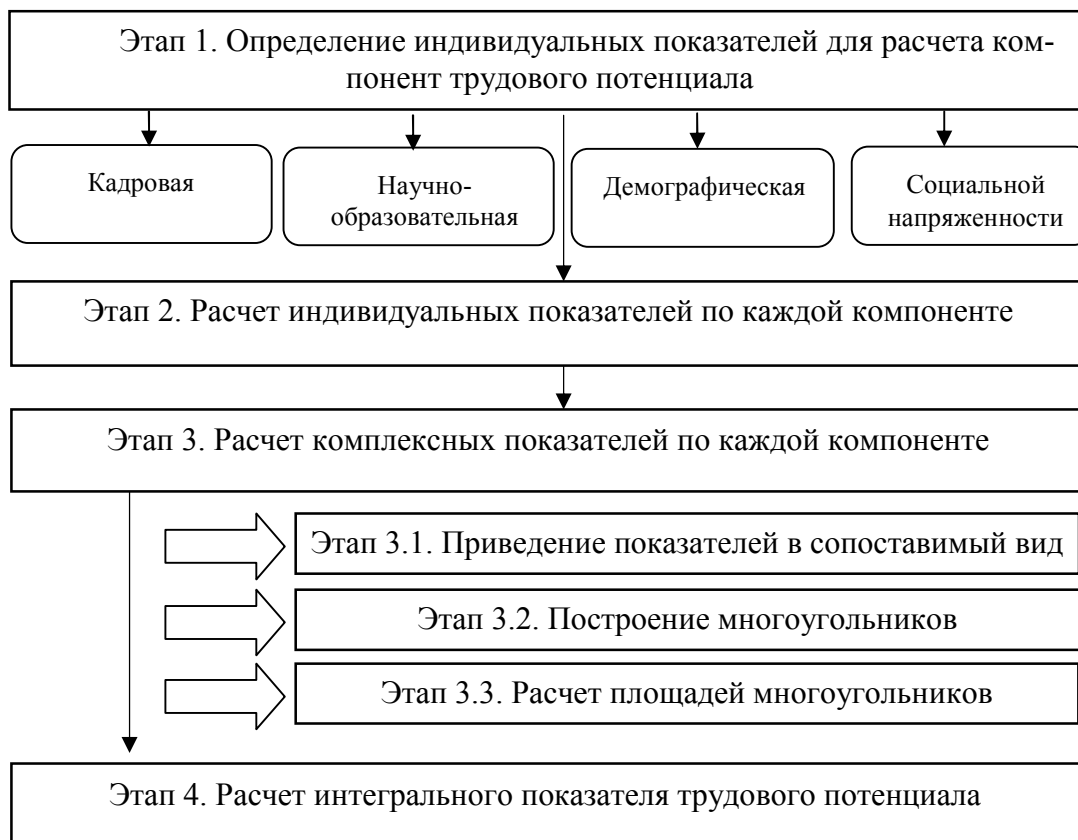 Этап 1. Определение индивидуальных показателей для расчета ком-
понент трудового потенциала
Кадровая
Научно-
образовательная
Демографическая
Социальной
напряженности
Этап 2. Расчет индивидуальных показателей по каждой компоненте
Этап 3. Расчет комплексных показателей по каждой компоненте
Этап 3.1. Приведение показателей в сопоставимый вид
Этап 3.2. Построение многоугольников
Этап 3.3. Расчет площадей многоугольников
Этап 4. Расчет интегрального показателя трудового потенциала